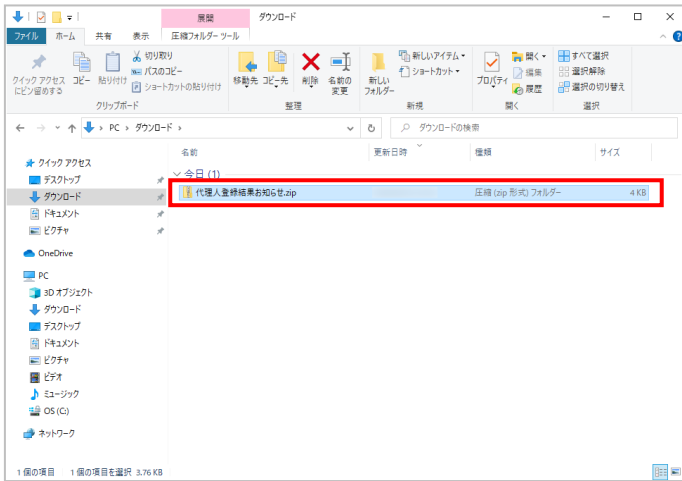 展開 ダウンロード
ファイル ホーム 共有 表示 圧縮フォルダー ツール
クイック アクセスにピン留めする
コピー
貼り付け
切り取り
パスのコピー
ショートカットの貼り付け
クリップボード
移動先
コピー先
削除
名前の変更
整理
新しいフォルダー
新しいアイテム
ショートカット
新規
プロパティ
開く
編集
履歴
開く
すべて選択
選択解除
選択の切り替え
選択
PC › ダウンロード ›
ダウンロードの検索
名前 更新日時 種類 サイズ
今日 (1)
代理人登録結果お知らせ.zip 圧縮 (zip 形式) フォルダー 4 KB
クイック アクセス
デスクトップ
ダウンロード
ドキュメント
ピクチャ
OneDrive
PC
3D オブジェクト
ダウンロード
デスクトップ
ドキュメント
ピクチャ
ビデオ
ミュージック
OS (C:)
ネットワーク
1 個の項目 1 個の項目を選択 3.76 KB